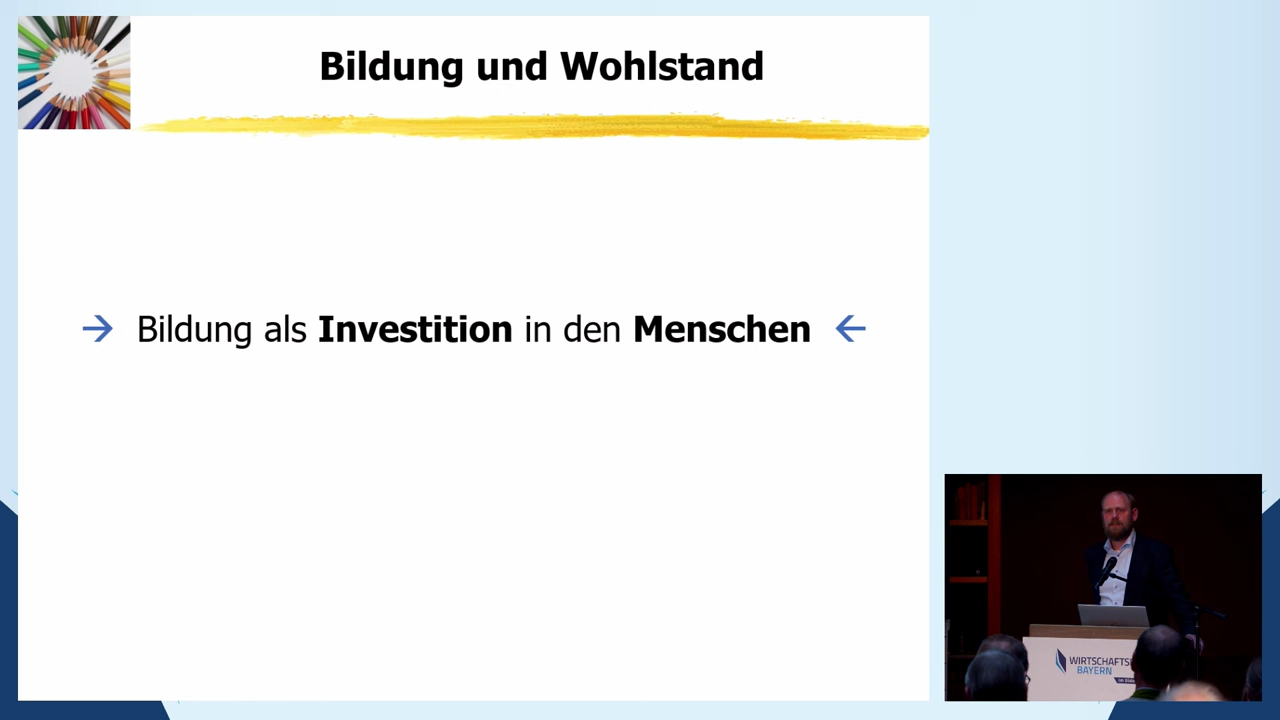 Bildung und Wohlstand
→ Bildung als Investition in den Menschen ←
WIRTSCHAFTS
BAYERN